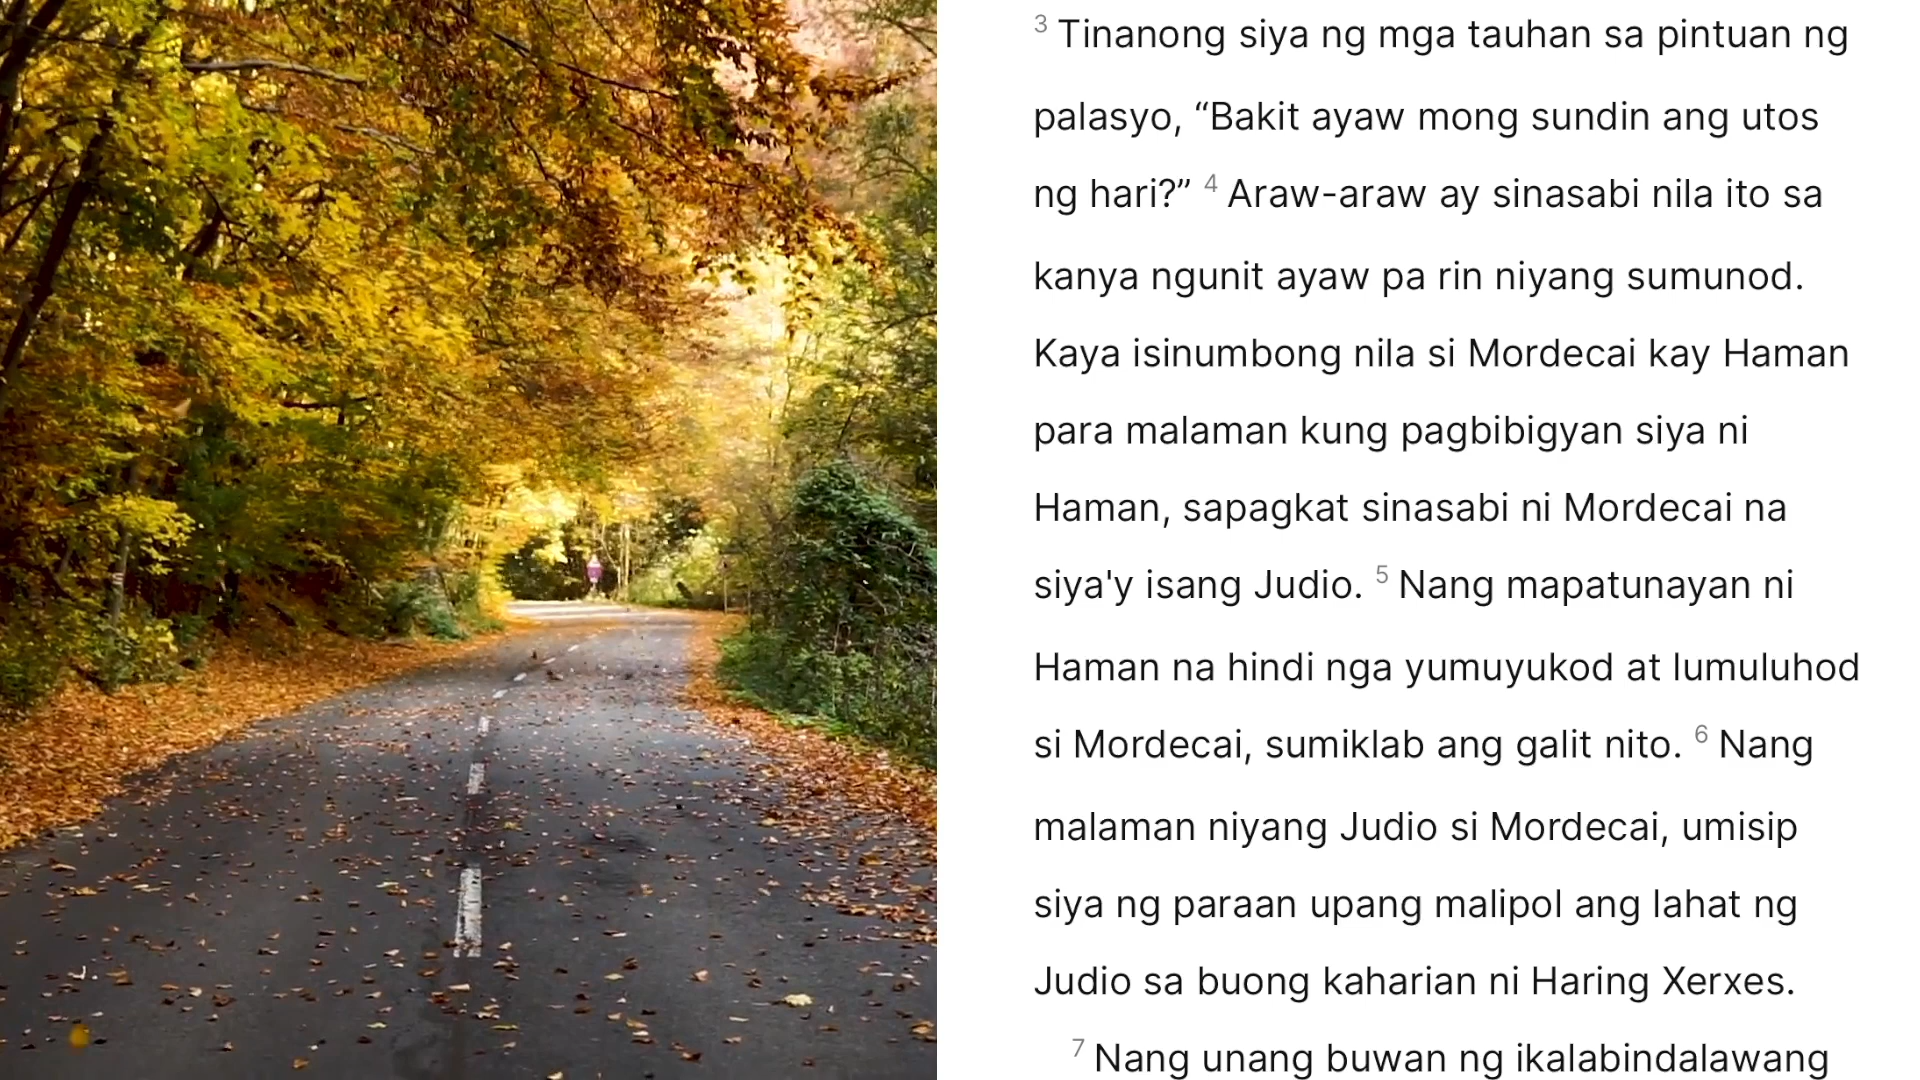 3 Tinanong siya ng mga tauhan sa pintuan ng
palasyo, “Bakit ayaw mong sundin ang utos
ng hari?” 4 Araw-araw ay sinasabi nila ito sa
kanya ngunit ayaw pa rin niyang sumunod.
Kaya isinumbong nila si Mordecai kay Haman
para malaman kung pagbibigyan siya ni
Haman, sapagkat sinasabi ni Mordecai na
siya'y isang Judio. 5 Nang mapatunayan ni
Haman na hindi nga yumuyukod at lumuluhod
si Mordecai, sumiklab ang galit nito. 6 Nang
malaman niyang Judio si Mordecai, umisip
siya ng paraan upang malipol ang lahat ng
Judio sa buong kaharian ni Haring Xerxes.
7 Nang unang buwan ng ikalabindalawang